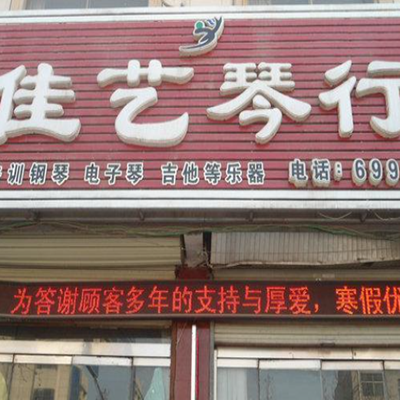 佳艺琴行
训钢琴 电子琴 吉他等乐器 电话:699
为答谢顾客多年的支持与厚爱，寒假优